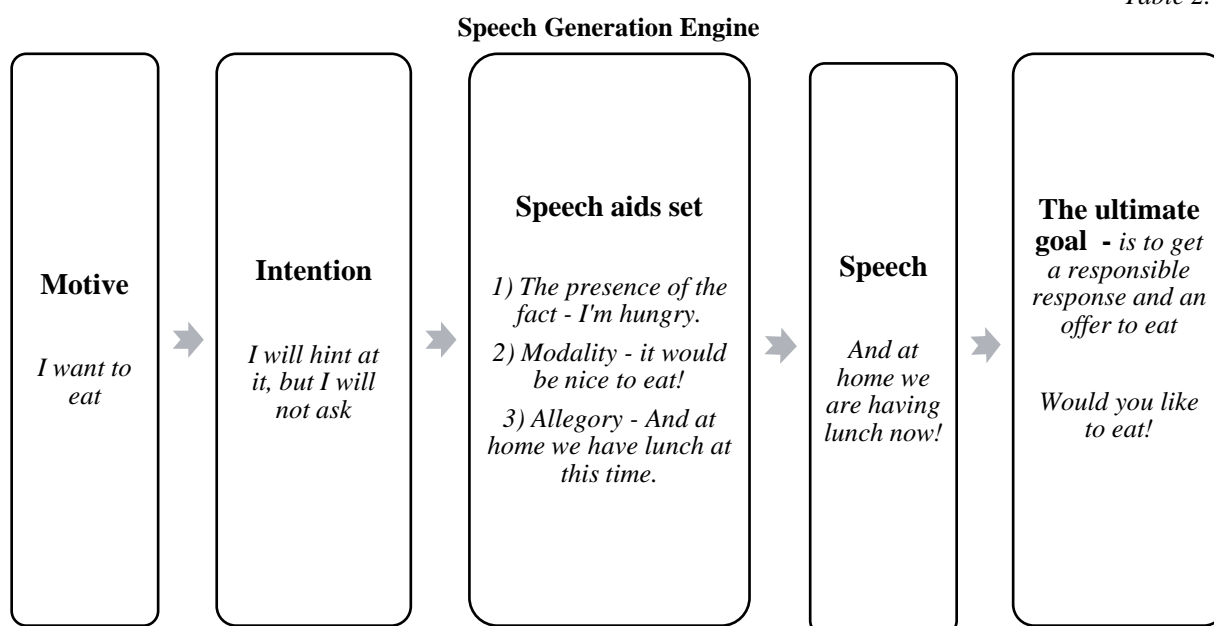 Table 2.
Speech Generation Engine
Motive
I want to
eat
Intention
I will hint at
it, but I will
not ask
Speech aids set
1) The presence of the
fact - I'm hungry.
2) Modality - it would
be nice to eat!
3) Allegory - And at
home we have lunch at
this time.
Speech
And at
home we
are having
lunch now!
The ultimate
goal - is to get
a responsible
response and an
offer to eat
Would you like
to eat!